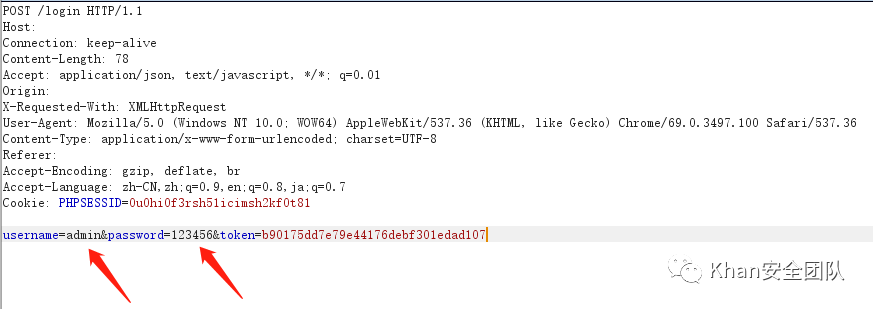 POST /login HTTP/1.1
Host:
Connection: keep-alive
Content-Length: 78
Accept: application/json, text/javascript, */*; q=0.01
Origin:
X-Requested-With: XMLHttpRequest
User-Agent: Mozilla/5.0 (Windows NT 10.0; WOW64) AppleWebKit/537.36 (KHTML, like Gecko) Chrome/69.0.3497.100 Safari/537.36
Content-Type: application/x-www-form-urlencoded; charset=UTF-8
Referer:
Accept-Encoding: gzip, deflate, br
Accept-Language: zh-CN,zh;q=0.9,en;q=0.8,ja;q=0.7
Cookie: PHPSESSID=0u0hi0f3rsh51icimsh2kf0t81
username=admin&password=123456&token=b90175dd7e79e44176debf301edad107
Khan安全团队